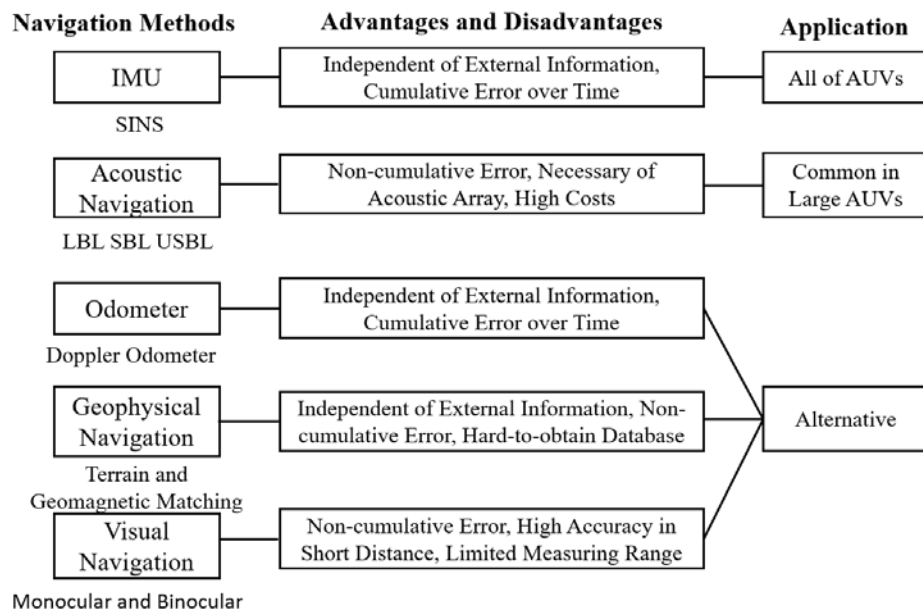 Navigation Methods
Advantages and Disadvantages
Application
IMU
Independent of External Information,
Cumulative Error over Time
All of AUVs
SINS
Acoustic
Navigation
Non-cumulative Error, Necessary of
Acoustic Array, High Costs
Common in
Large AUVs
LBL SBL USBL
Odometer
Independent of External Information,
Cumulative Error over Time
Doppler Odometer
Geophysical
Navigation
Independent of External Information, Non-
cumulative Error, Hard-to-obtain Database
Alternative
Terrain and
Geomagnetic Matching
Visual
Navigation
Non-cumulative Error, High Accuracy in
Short Distance, Limited Measuring Range
Monocular and Binocular